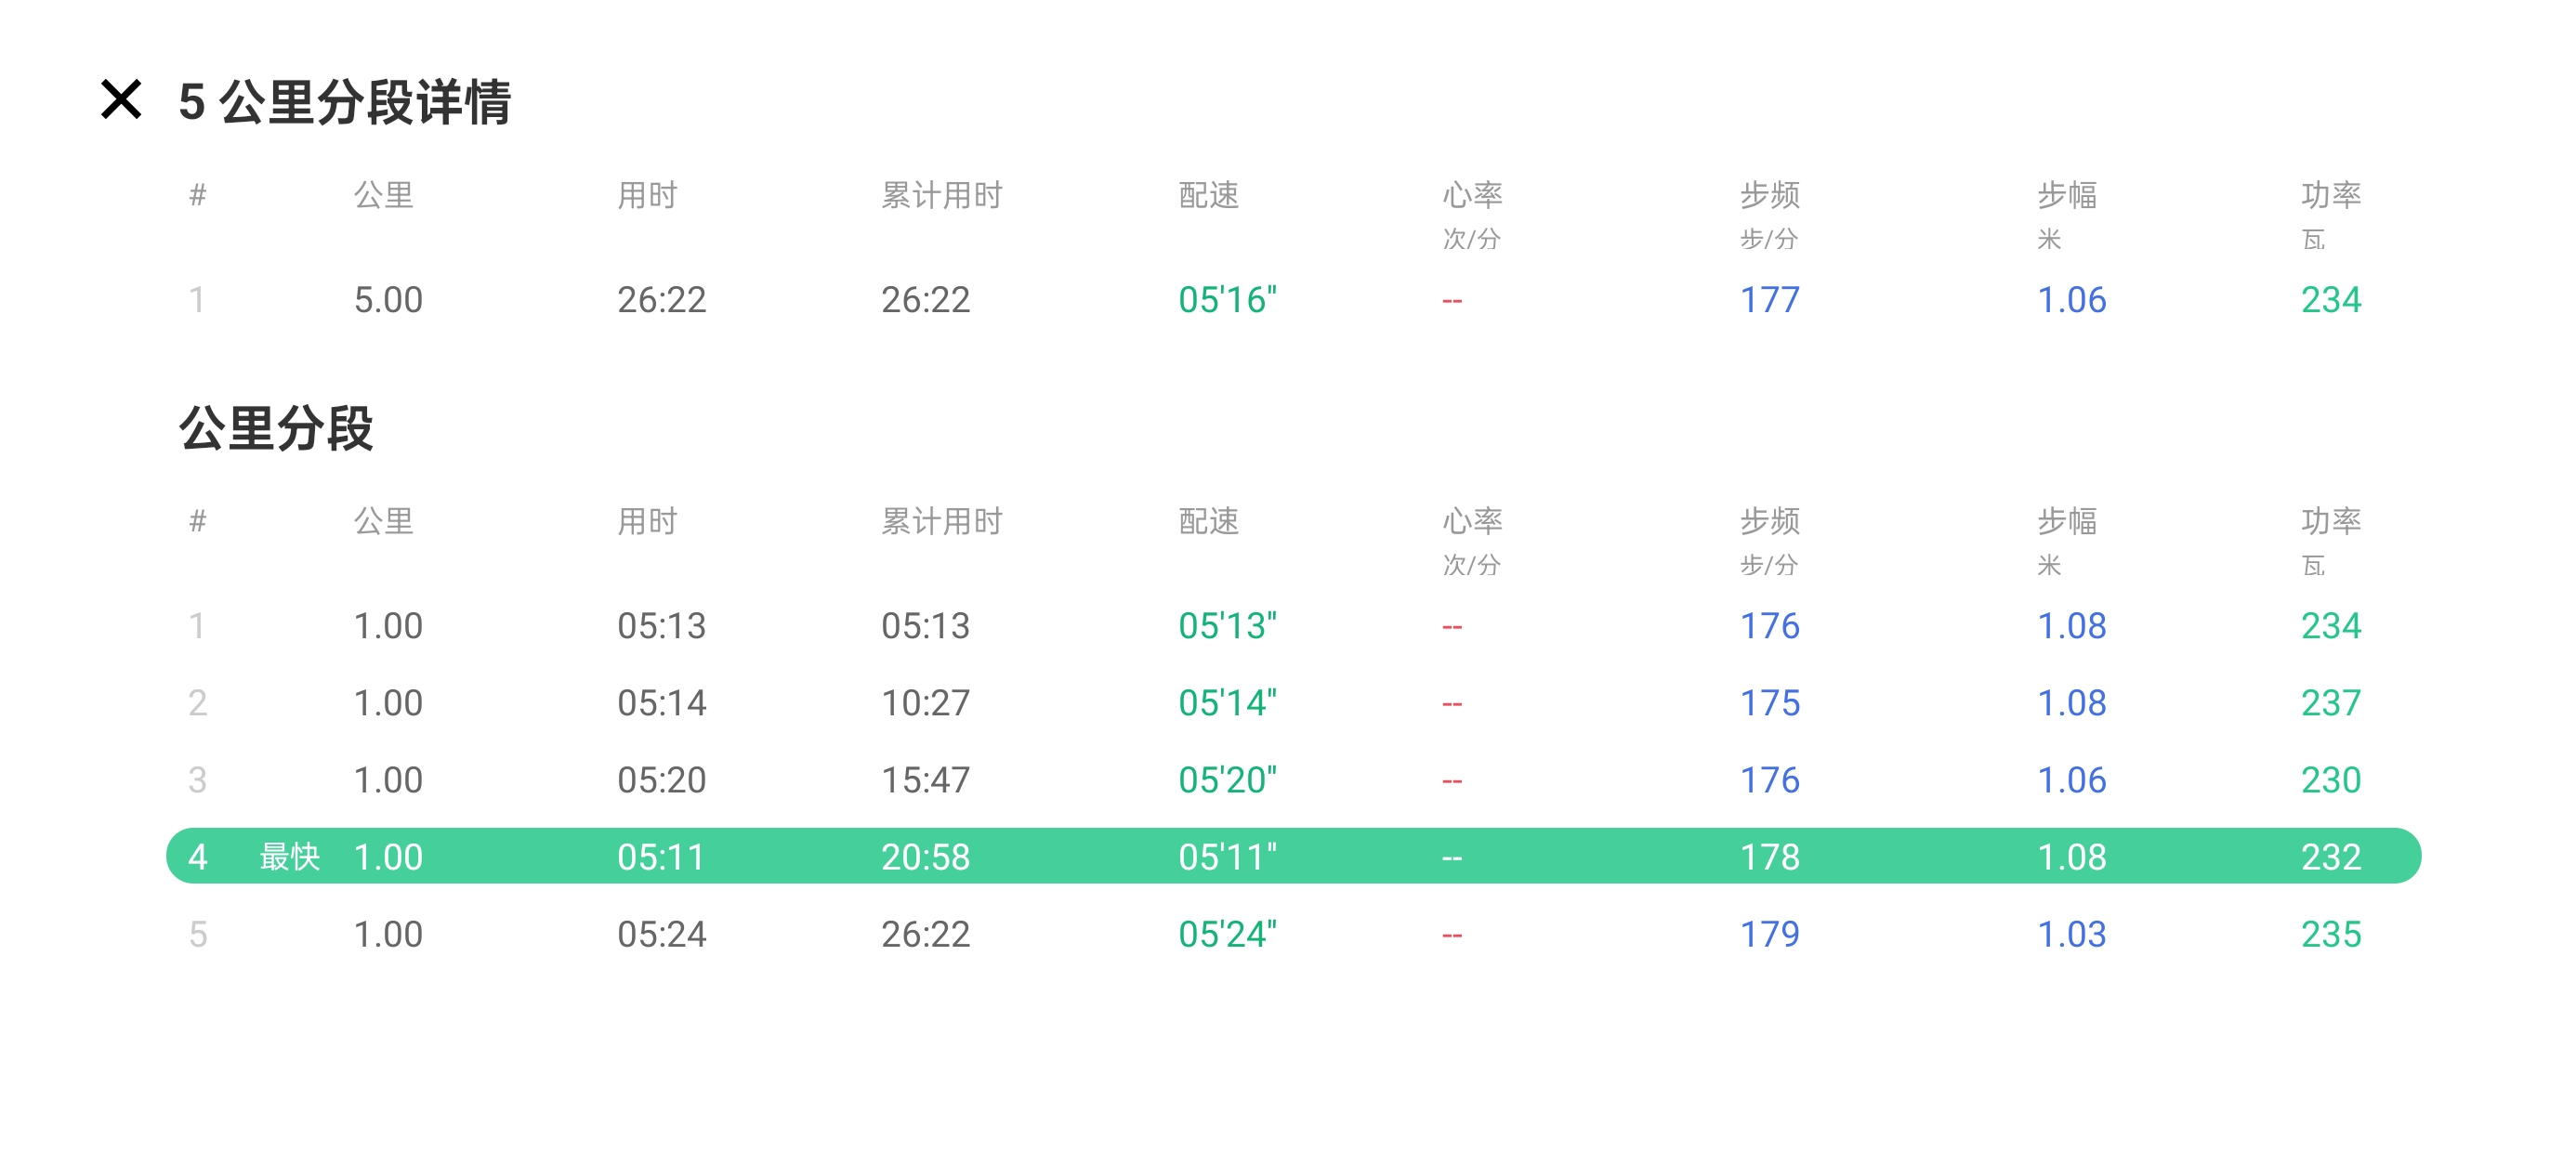 5 公里分段详情
# 公里 用时 累计用时 配速 心率 步频 步幅 功率
次/分 步/分 米 瓦
1 5.00 26:22 26:22 05'16" -- 177 1.06 234
公里分段
# 公里 用时 累计用时 配速 心率 步频 步幅 功率
次/分 步/分 米 瓦
1 1.00 05:13 05:13 05'13" -- 176 1.08 234
2 1.00 05:14 10:27 05'14" -- 175 1.08 237
3 1.00 05:20 15:47 05'20" -- 176 1.06 230
4 最快 1.00 05:11 20:58 05'11" -- 178 1.08 232
5 1.00 05:24 26:22 05'24" -- 179 1.03 235